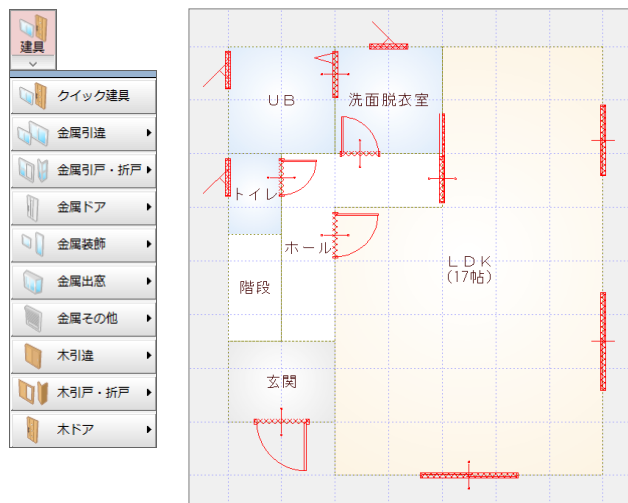 建具
クイック建具
金属引違
金属引戸・折戸
金属ドア
金属装飾
金属出窓
金属その他
木引違
木引戸・折戸
木ドア
UB
洗面脱衣室
トイレ
ホール
LDK
(17帖)
階段
玄関